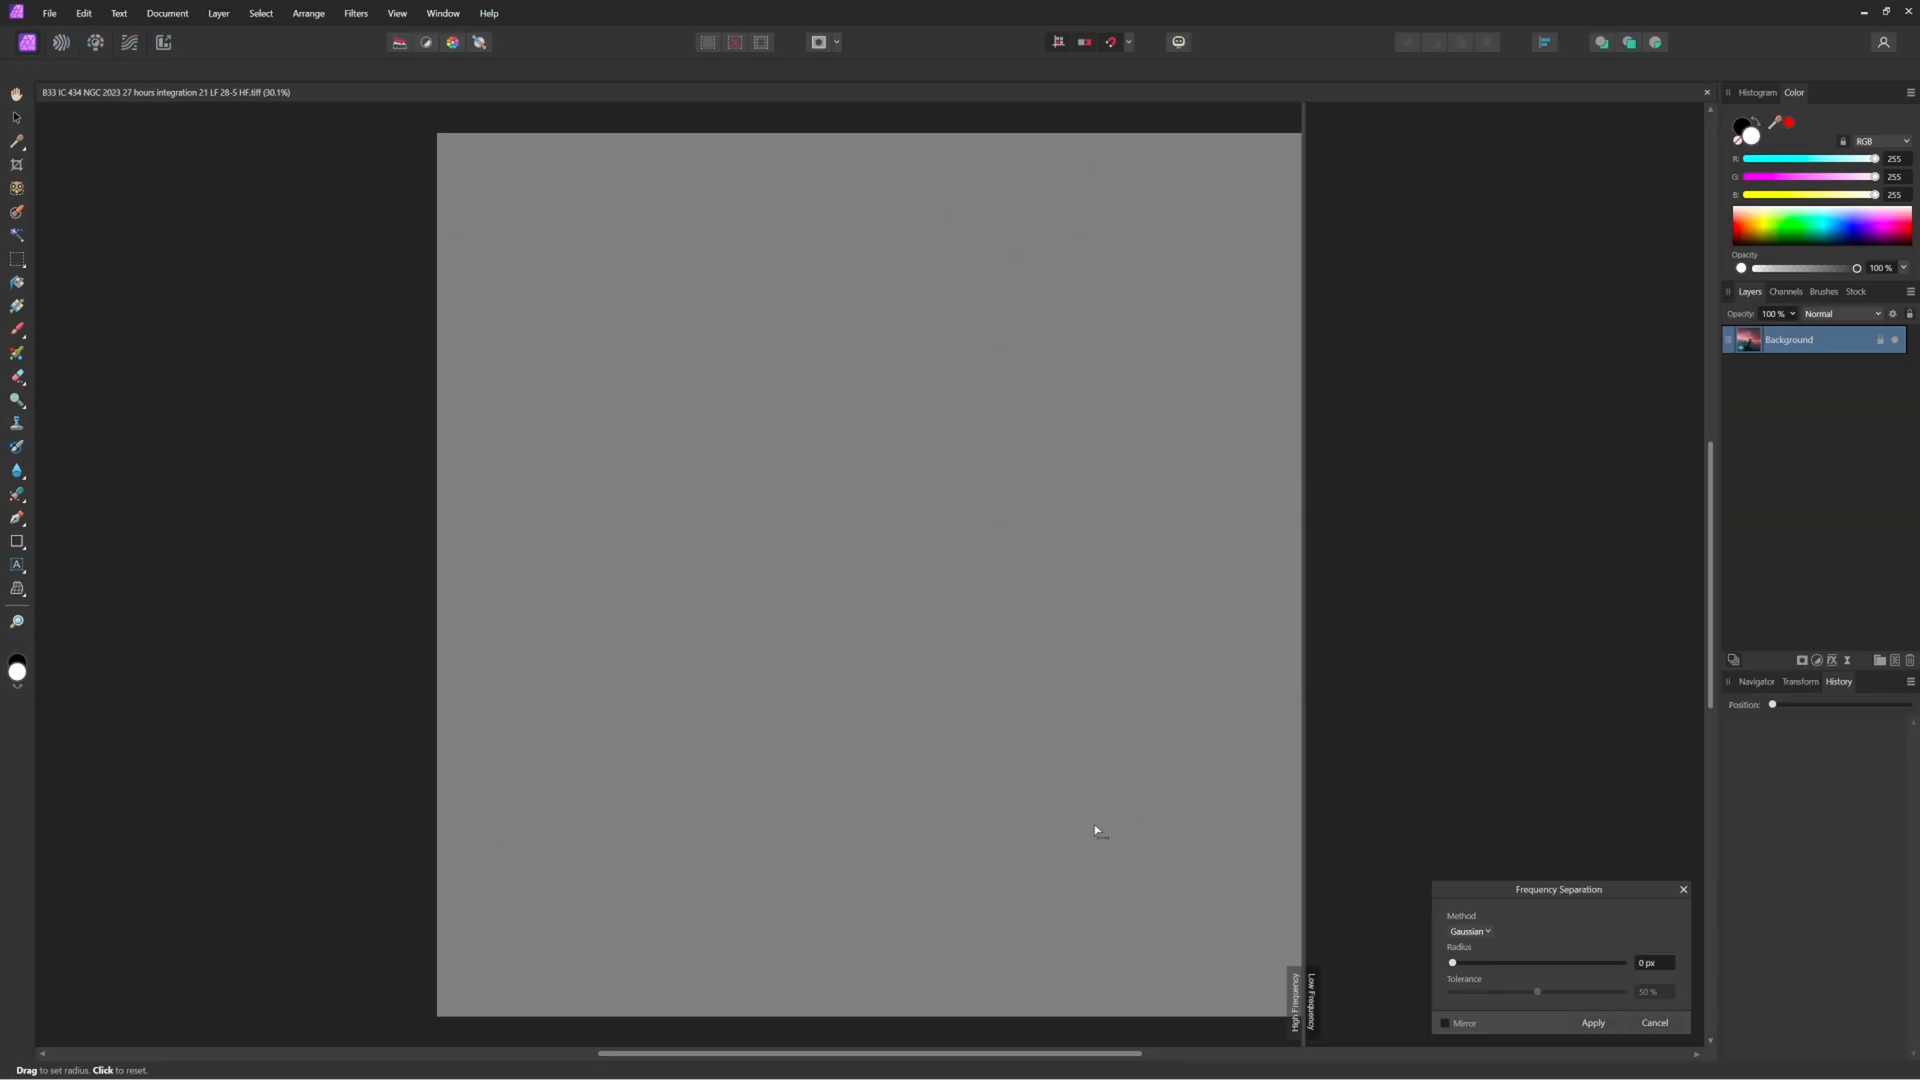 File Edit Text Document Layer Select Arrange Filters View Window Help
B33 IC 434 NGC 2023 27 hours integration 21 LF 28-5 HF.tiff (30.1%)
Histogram Color
RGB
R: 255
G: 255
B: 255
Opacity
100 %
Layers Channels Brushes Stock
Opacity: 100 % Normal
Background
Navigator Transform History
Position:
High Frequency
Low Frequency
Frequency Separation
Method
Gaussian
Radius
0 px
Tolerance
50 %
Mirror Apply Cancel
Drag to set radius. Click to reset.